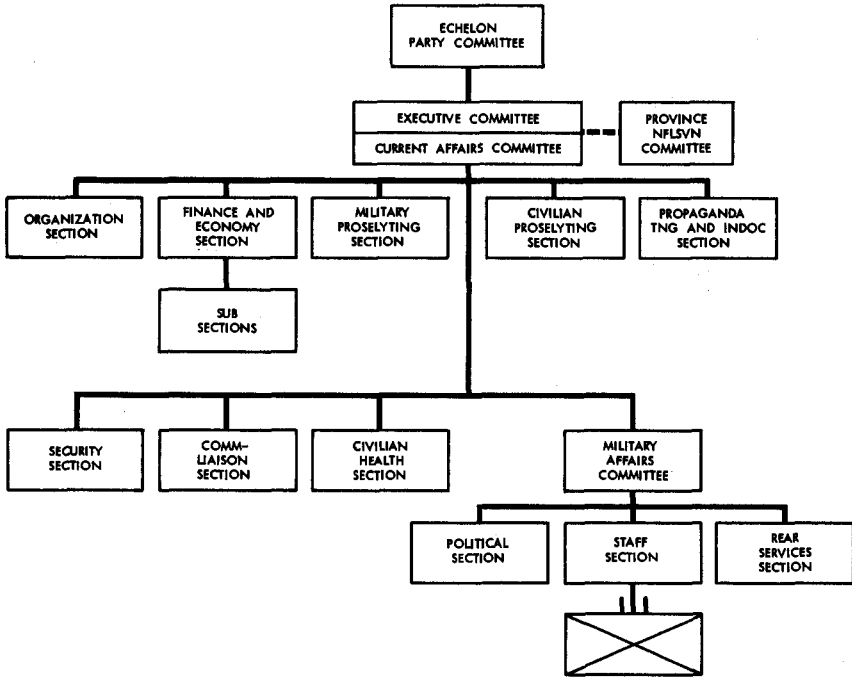 ECHELON
PARTY COMMITTEE
EXECUTIVE COMMITTEE
CURRENT AFFAIRS COMMITTEE
PROVINCE
NFLSVN
COMMITTEE
ORGANIZATION
SECTION
FINANCE AND
ECONOMY
SECTION
MILITARY
PROSELYTING
SECTION
CIVILIAN
PROSELYTING
SECTION
PROPAGANDA
TNG AND INDOC
SECTION
SUB
SECTIONS
SECURITY
SECTION
COMM-
LIAISON
SECTION
CIVILIAN
HEALTH
SECTION
MILITARY
AFFAIRS
COMMITTEE
POLITICAL
SECTION
STAFF
SECTION
REAR
SERVICES
SECTION